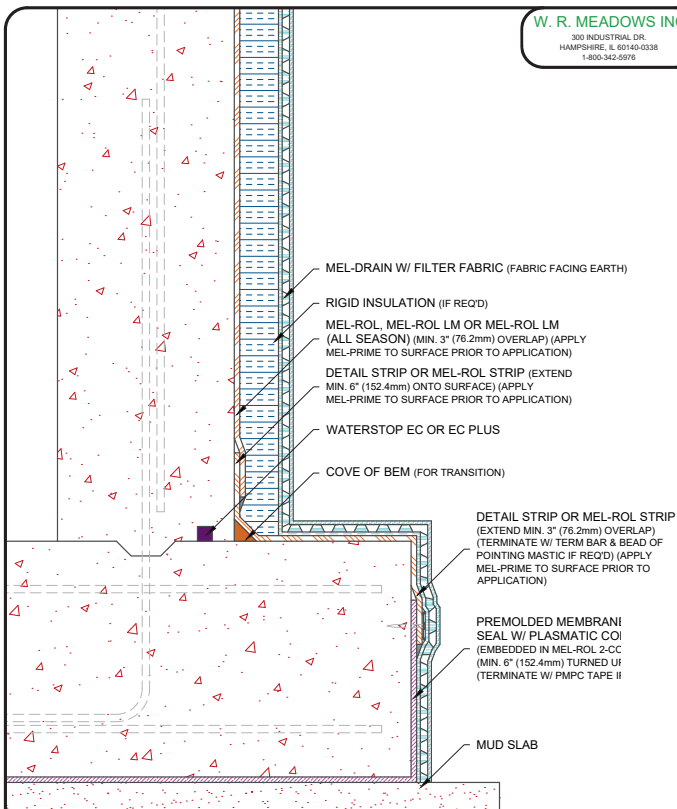 W. R. MEADOWS INC
300 INDUSTRIAL DR.
HAMPSHIRE, IL 60140-0338
1-800-342-5976
MEL-DRAIN W/ FILTER FABRIC (FABRIC FACING EARTH)
RIGID INSULATION (IF REQ'D)
MEL-ROL, MEL-ROL LM OR MEL-ROL LM
(ALL SEASON) (MIN. 3" (76.2mm) OVERLAP) (APPLY
MEL-PRIME TO SURFACE PRIOR TO APPLICATION)
DETAIL STRIP OR MEL-ROL STRIP (EXTEND
MIN. 6" (152.4mm) ONTO SURFACE) (APPLY
MEL-PRIME TO SURFACE PRIOR TO APPLICATION)
WATERSTOP EC OR EC PLUS
COVE OF BEM (FOR TRANSITION)
DETAIL STRIP OR MEL-ROL STRIP
(EXTEND MIN. 3" (76.2mm) OVERLAP)
(TERMINATE W/ TERM BAR & BEAD OF
POINTING MASTIC IF REQ'D) (APPLY
MEL-PRIME TO SURFACE PRIOR TO
APPLICATION)
PREMOLDED MEMBRANE
SEAL W/ PLASMATIC
(EMBEDDED IN MEL-ROL
(MIN. 6" (152.4mm) TURNED
(TERMINATE W/ PMPC TAPE
MUD SLAB